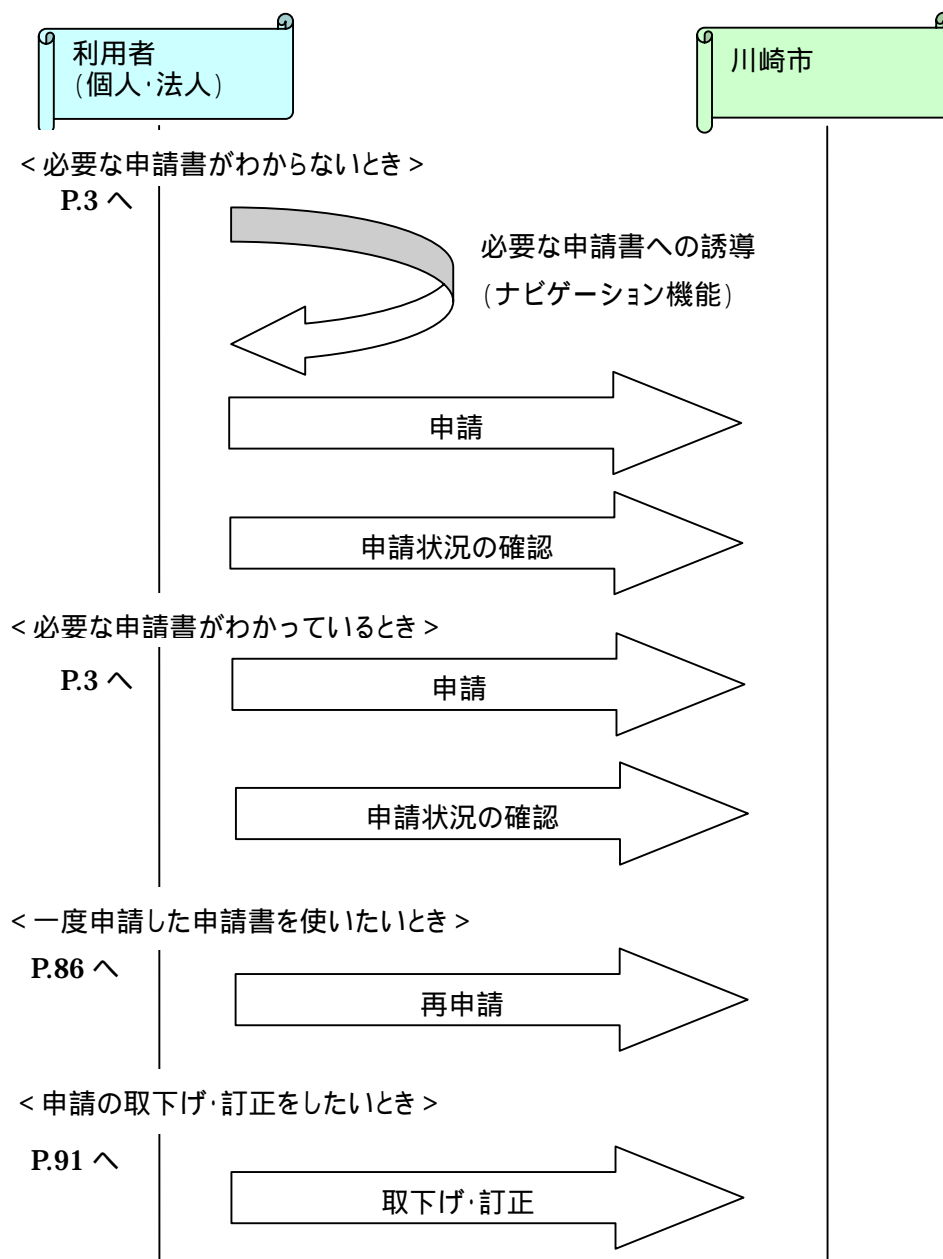 利用者
(個人・法人)
川崎市
<必要な申請書がわからないとき>
P.3 へ
必要な申請書への誘導
(ナビゲーション機能)
申請
申請状況の確認
<必要な申請書がわかっているとき>
P.3 へ
申請
申請状況の確認
<一度申請した申請書を使いたいとき>
P.86 へ
再申請
<申請の取下げ・訂正をしたいとき>
P.91 へ
取下げ・訂正